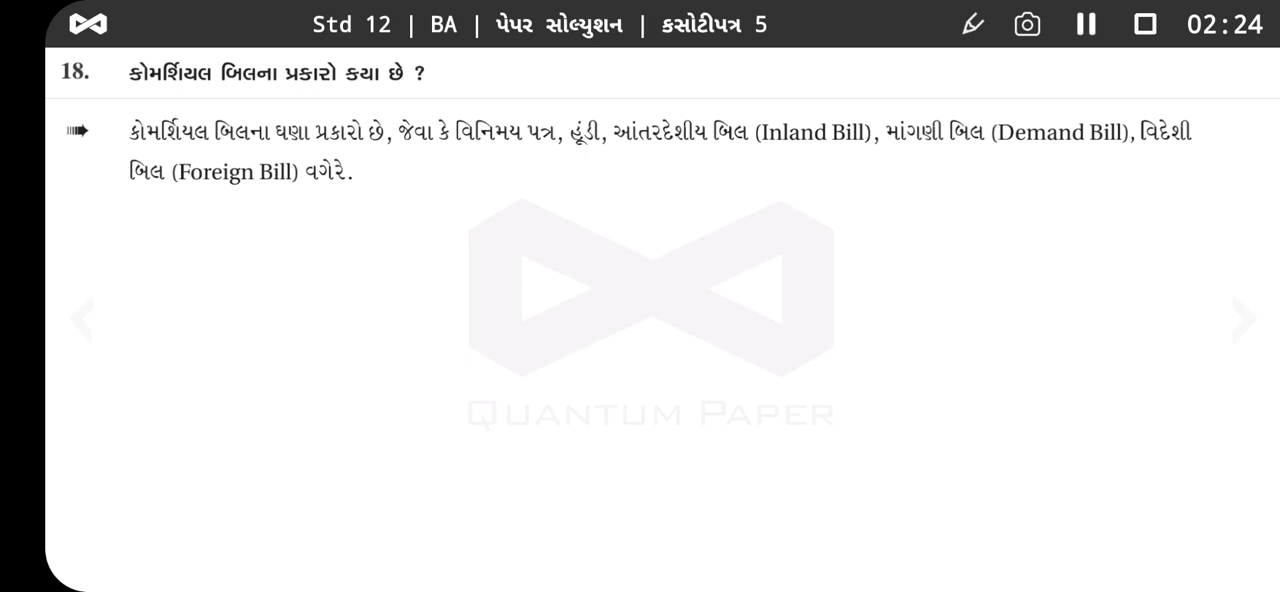 Std 12 | BA | પેપર સોલ્યુશન | કસોટીપત્ર 5 02:24
18. કોમર્શિયલ બિલના પ્રકારો કયા છે ?
કોમર્શિયલ બિલના ઘણા પ્રકારો છે, જેવા કે વિનિમય પત્ર, હૂંડી, આંતરદેશીય બિલ (Inland Bill), માંગણી બિલ (Demand Bill), વિદેશી
બિલ (Foreign Bill) વગેરે.
QUANTUM PAPER